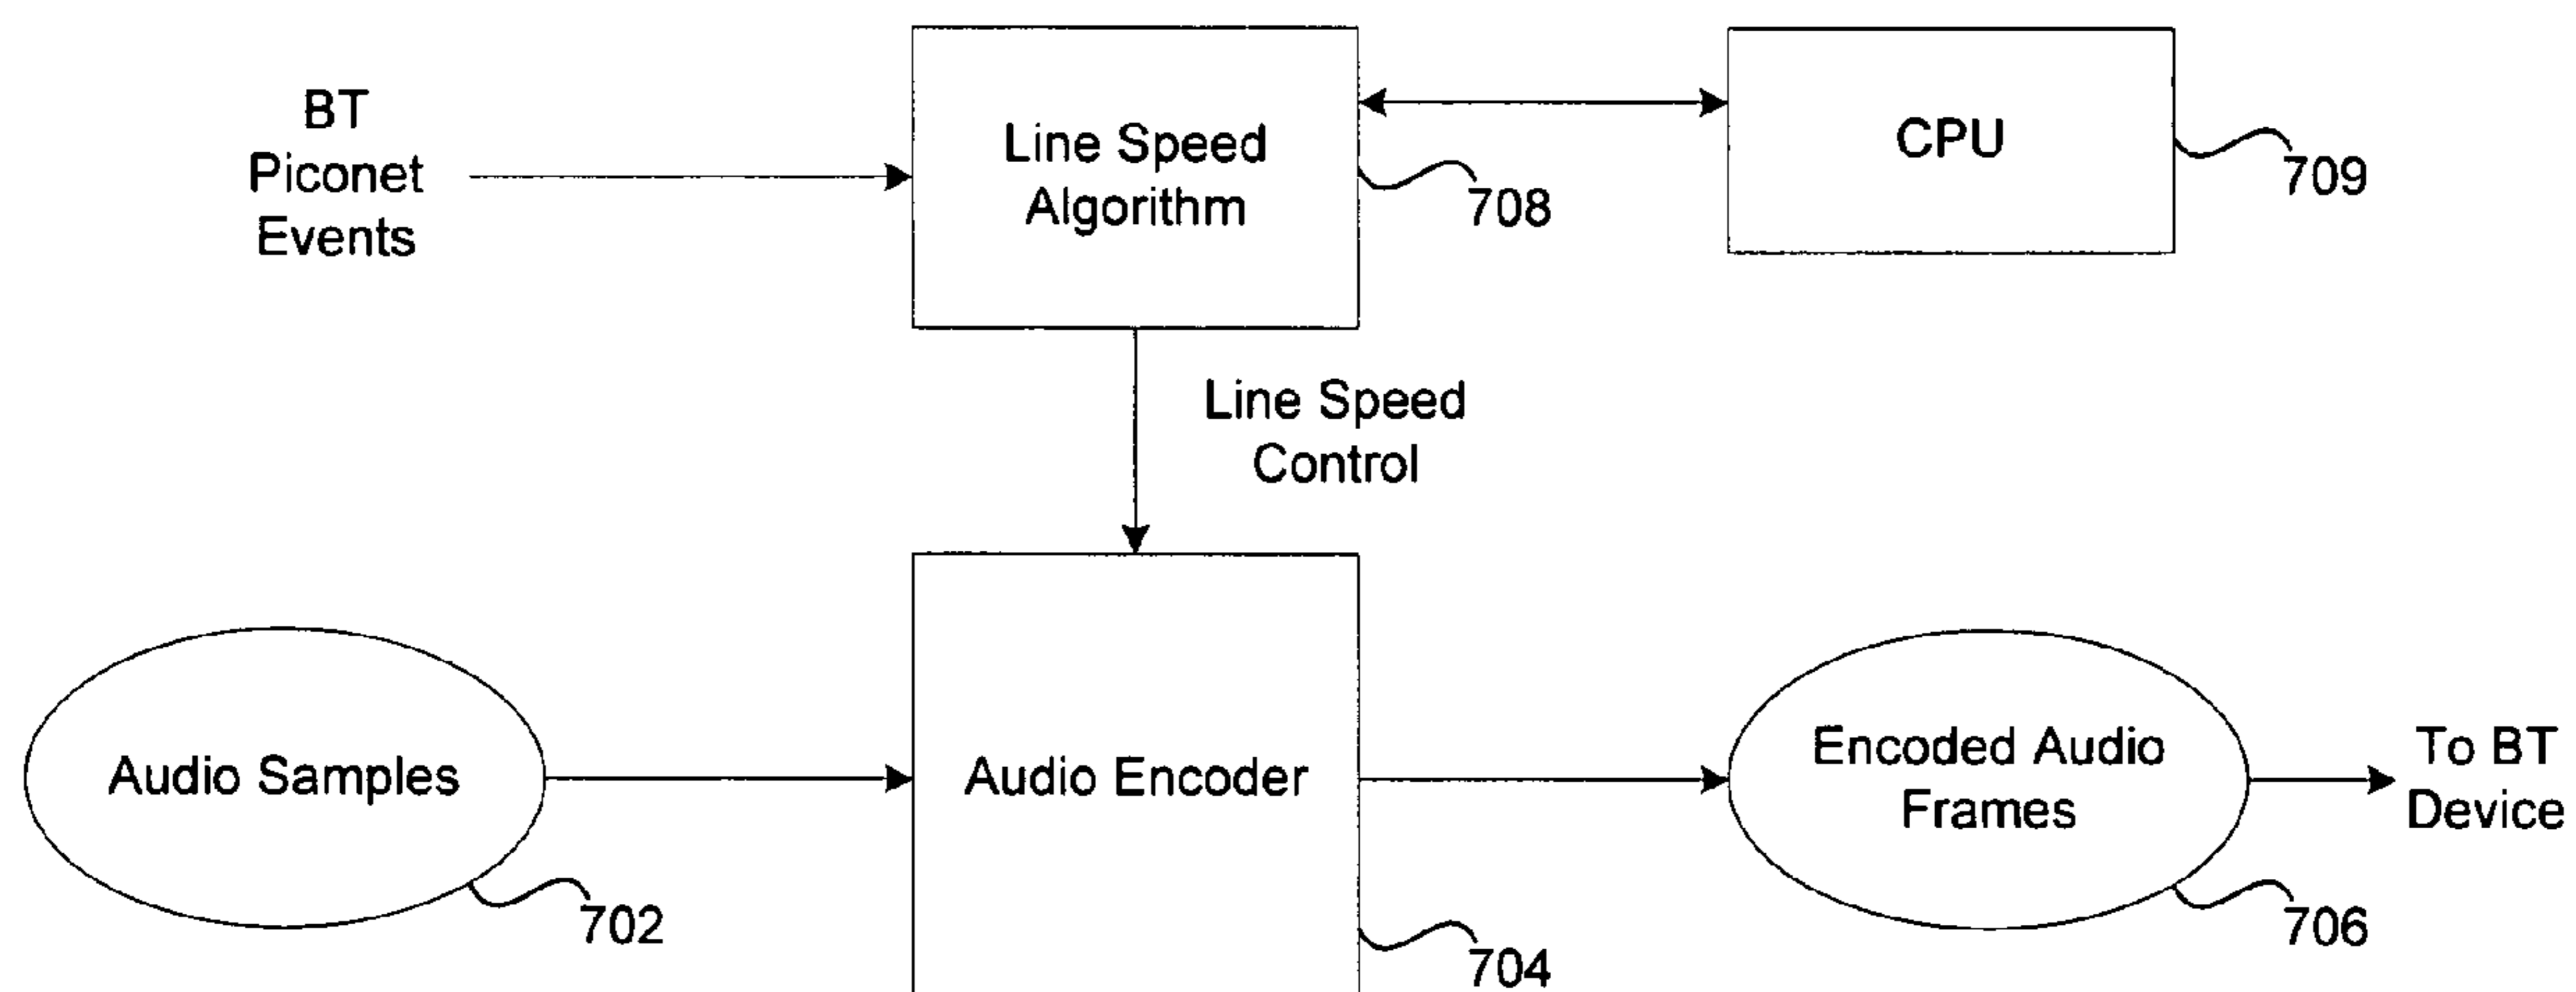 BT
Piconet
Events
Line Speed
Algorithm
708
CPU
709
Line Speed
Control
Audio Samples
702
Audio Encoder
704
Encoded Audio
Frames
706
To BT
Device